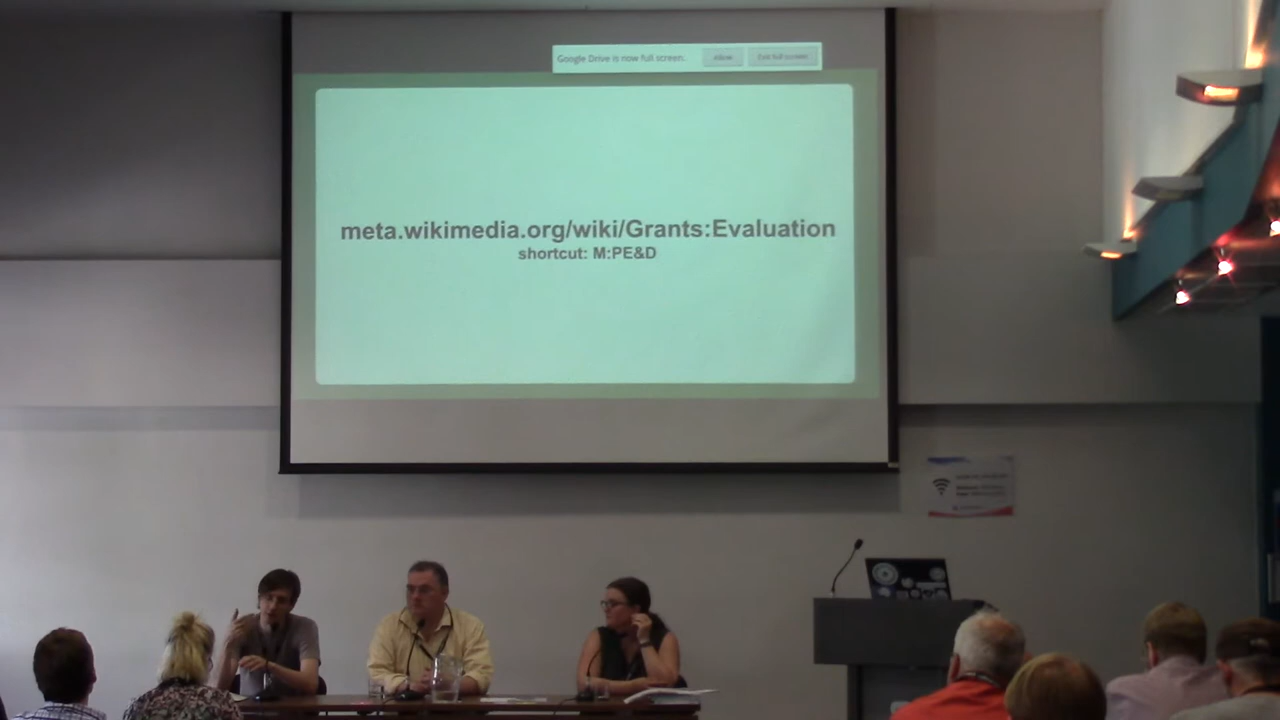 Google Drive is now full screen.
Allow
Exit full screen
meta.wikimedia.org/wiki/Grants:Evaluation
shortcut: M:PE&D